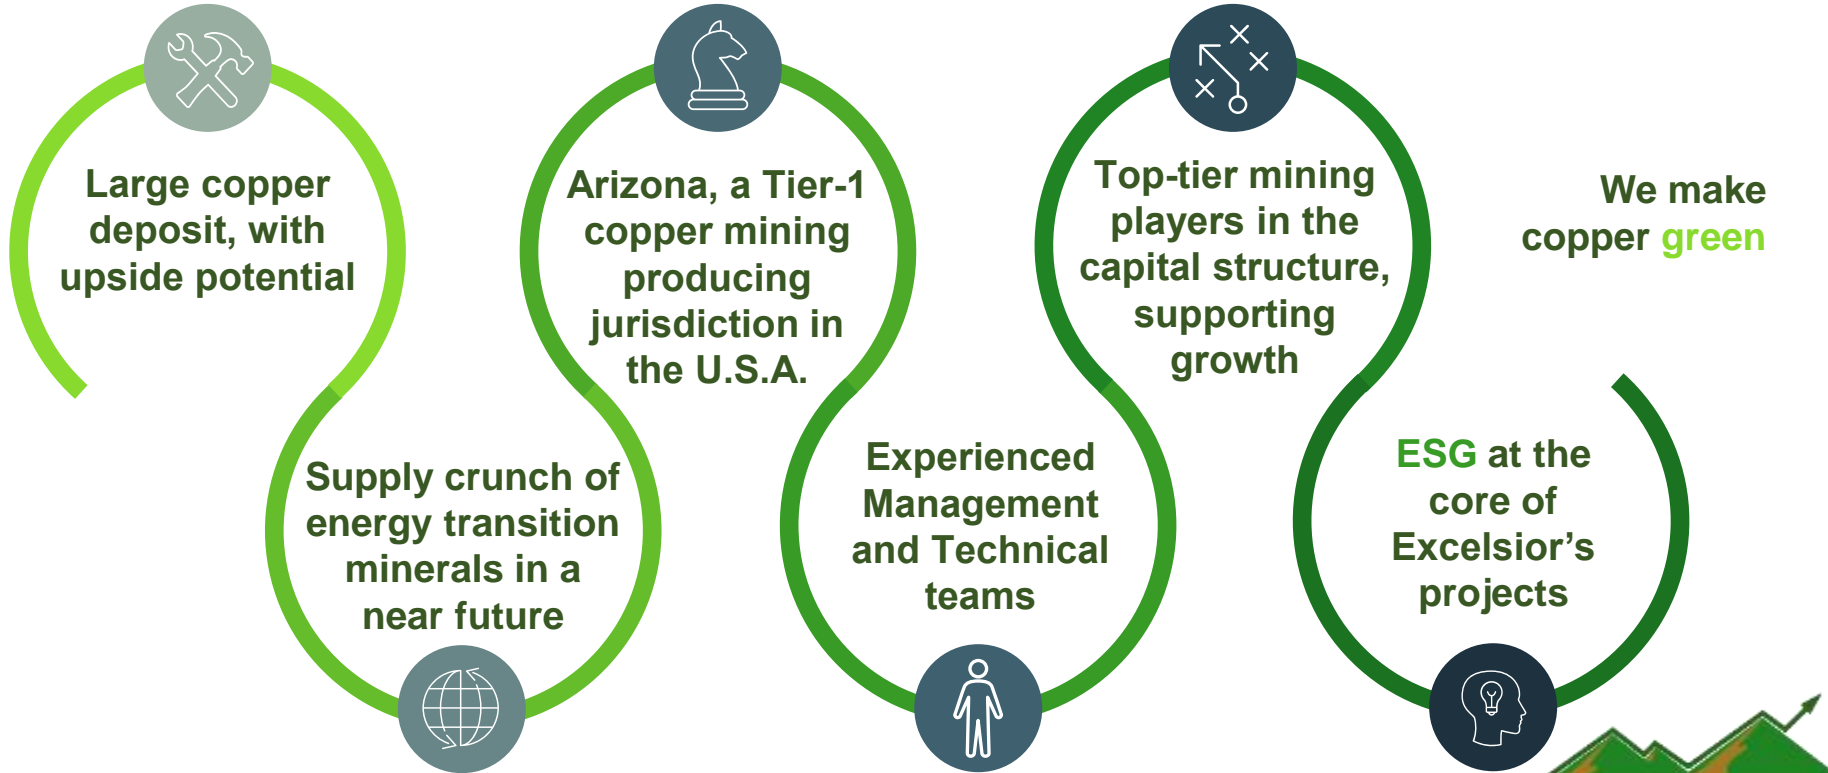 Large copper
deposit, with
upside potential
Supply crunch of
energy transition
minerals in a
near future
Arizona, a Tier-1
copper mining
producing
jurisdiction in
the U.S.A.
Experienced
Management
and Technical
teams
Top-tier mining
players in the
capital structure,
supporting
growth
ESG at the
core of
Excelsior’s
projects
We make
copper green